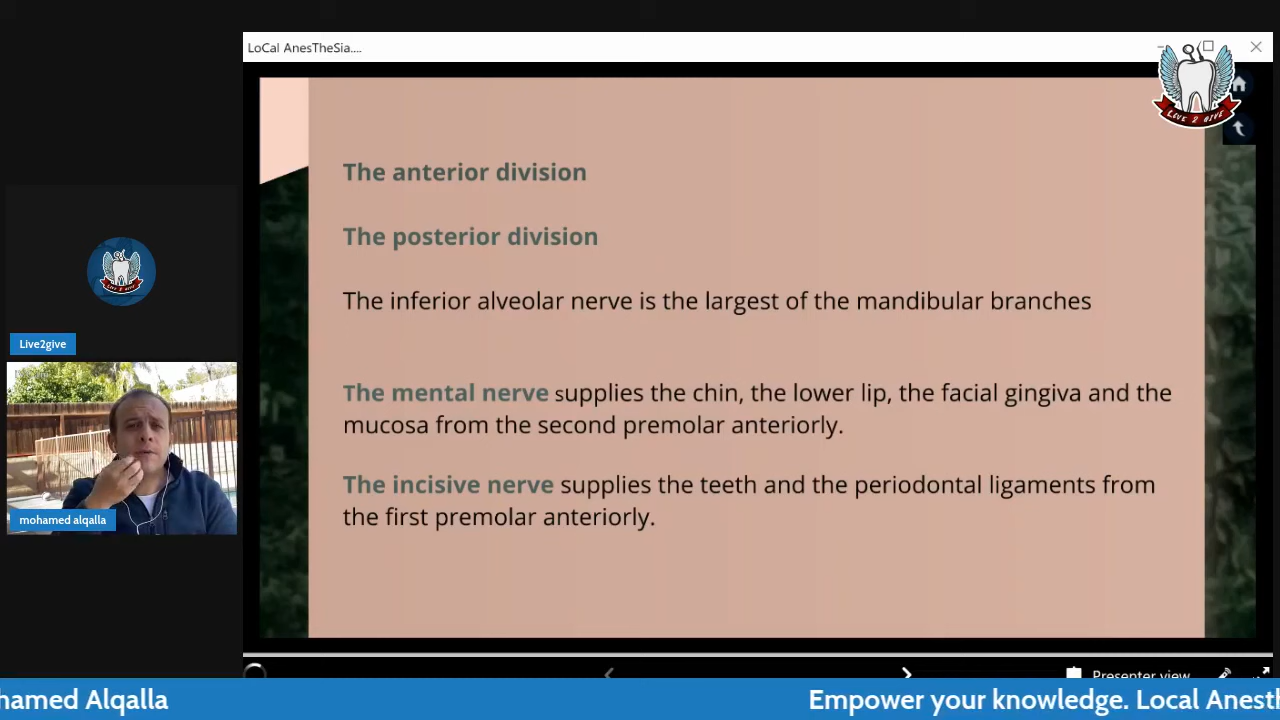 LoCal AnesTheSia....
LIVE 2 GIVE
The anterior division
The posterior division
The inferior alveolar nerve is the largest of the mandibular branches
The mental nerve supplies the chin, the lower lip, the facial gingiva and the
mucosa from the second premolar anteriorly.
The incisive nerve supplies the teeth and the periodontal ligaments from
the first premolar anteriorly.
Live2give
mohamed alqalla
Presenter view
hamed Alqalla
Empower your knowledge. Local Anest